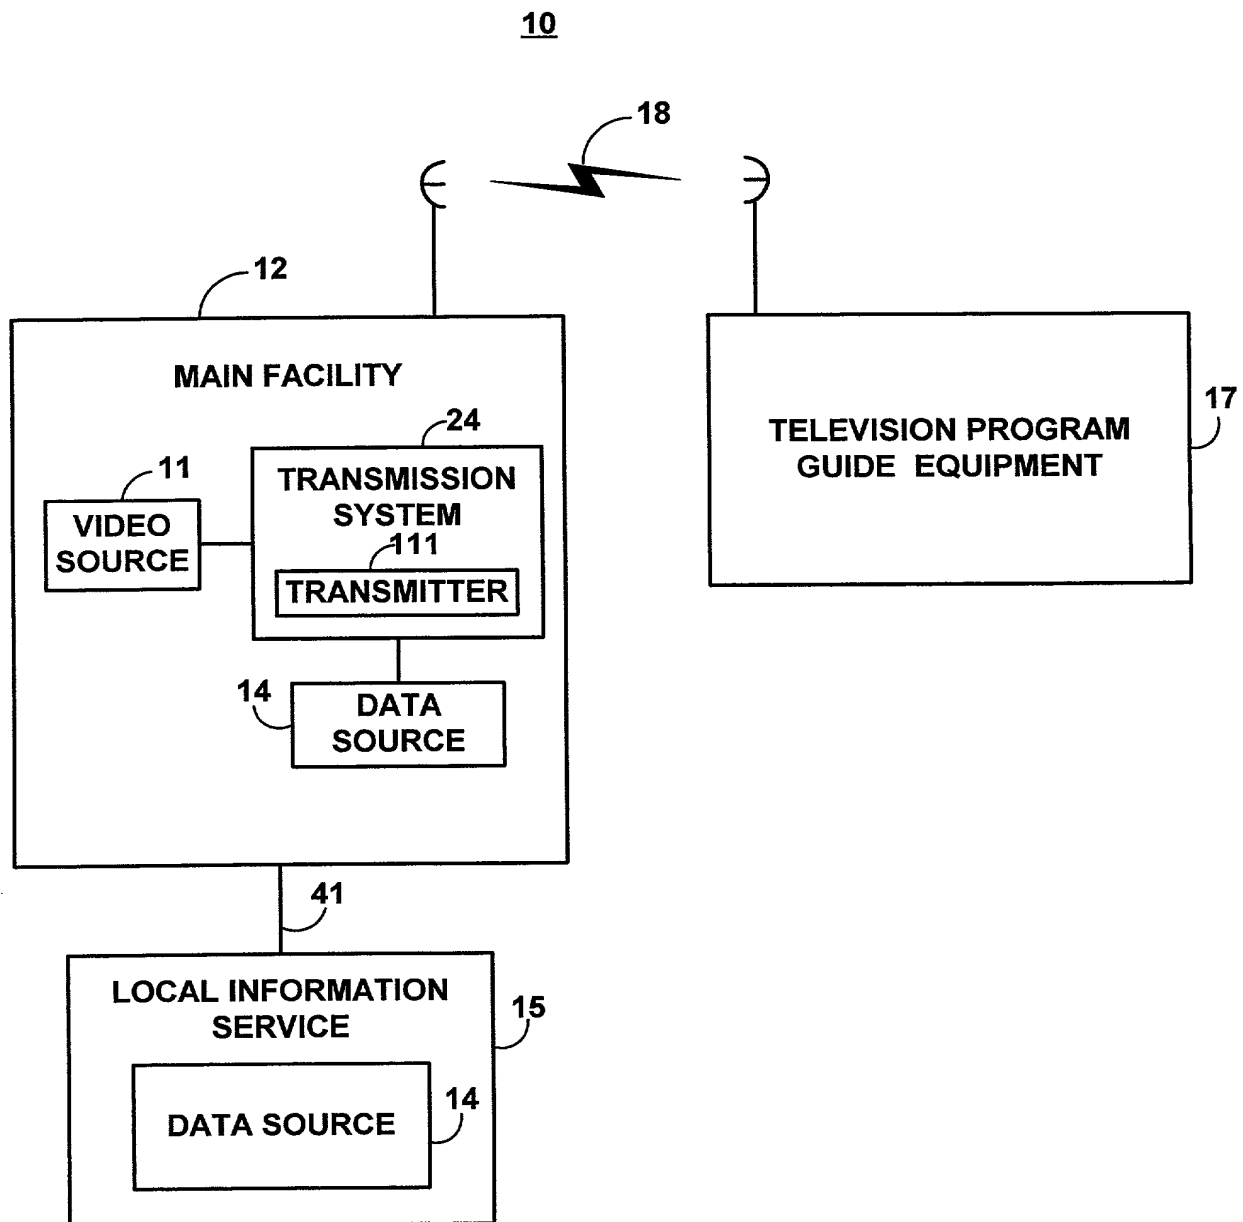 10
18
12
MAIN FACILITY
24
17
TELEVISION PROGRAM
GUIDE EQUIPMENT
11
TRANSMISSION
SYSTEM
VIDEO
SOURCE
111
TRANSMITTER
14
DATA
SOURCE
41
LOCAL INFORMATION
SERVICE
15
DATA SOURCE
14